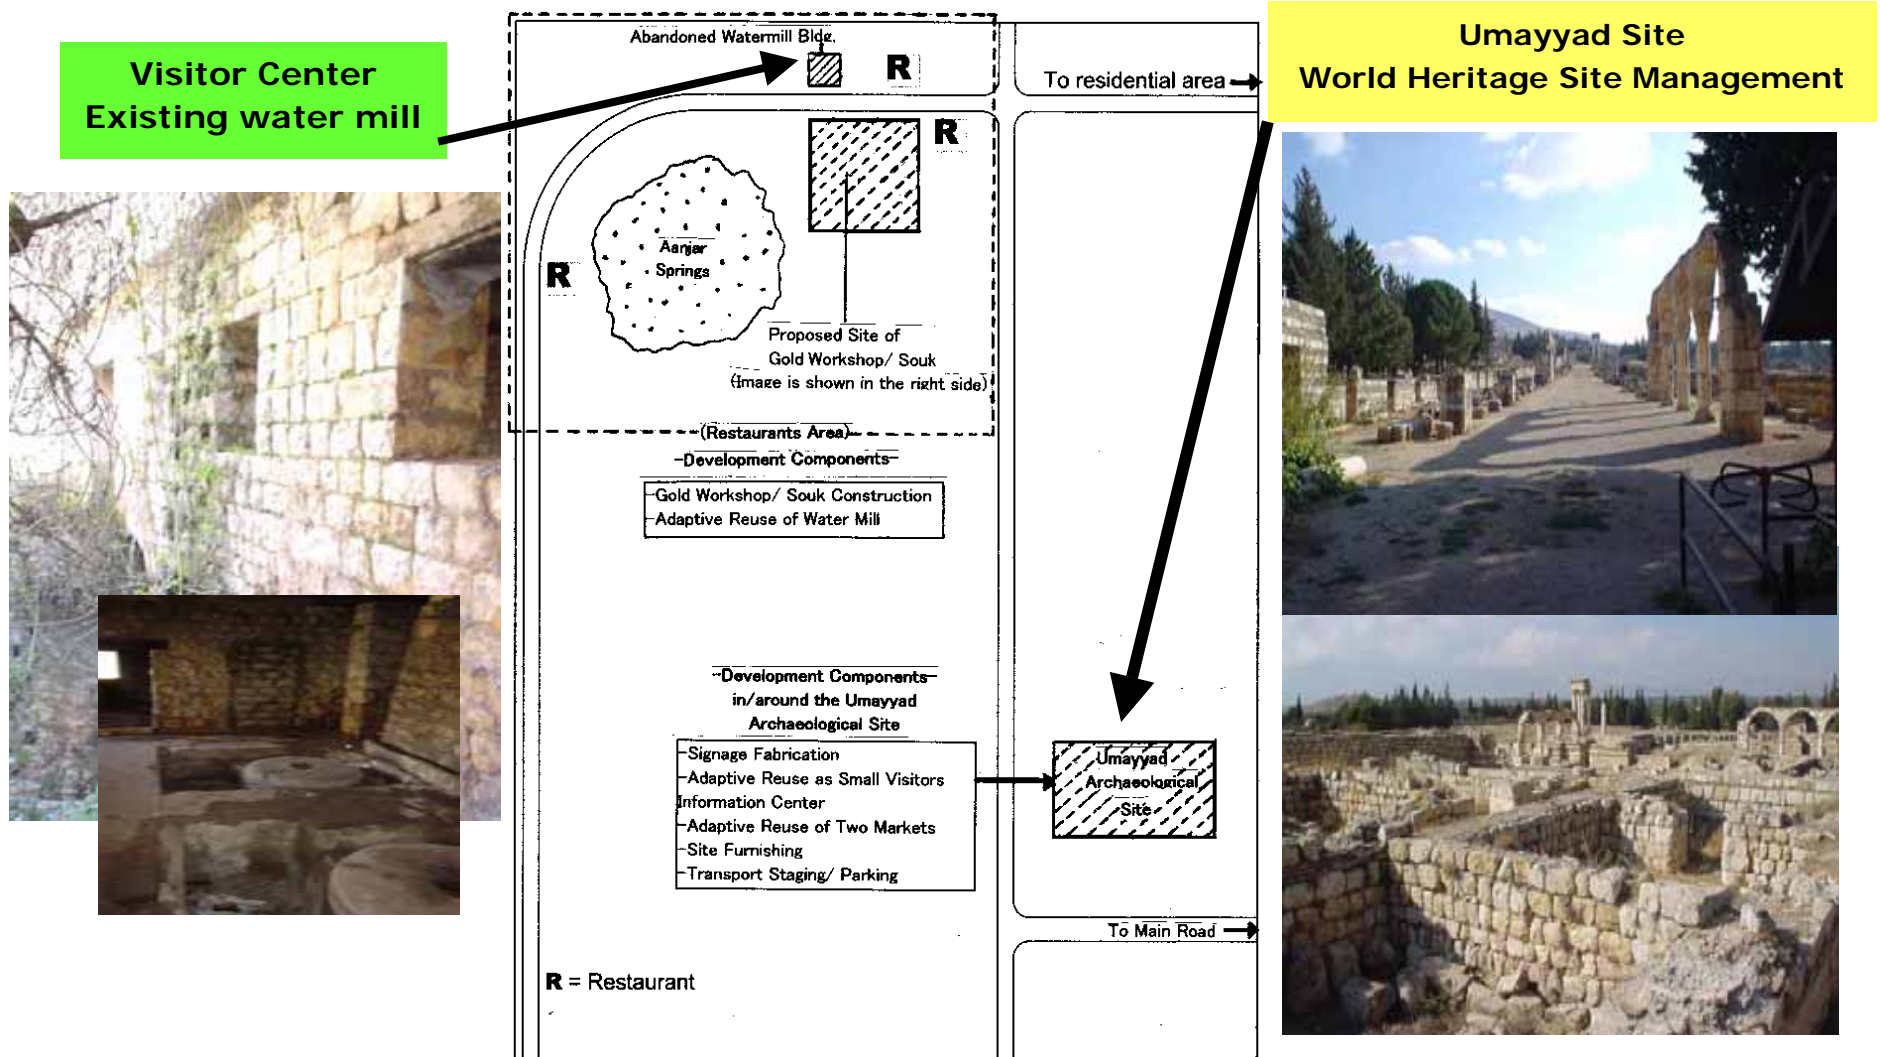 Visitor Center
Existing water mill
Umayyad Site
World Heritage Site Management
Abandoned Watermill Bldg.
R
To residential area
R
Aanjar
Springs
R
Proposed Site of
Gold Workshop/ Souk
(Image is shown in the right side)
(Restaurants Area)
-Development Components-
-Gold Workshop/ Souk Construction
-Adaptive Reuse of Water Mill
-Development Components-
in/around the Umayyad
Archaeological Site
-Signage Fabrication
-Adaptive Reuse as Small Visitors
Information Center
-Adaptive Reuse of Two Markets
-Site Furnishing
-Transport Staging/ Parking
Umayyad
Archaeological
Site
To Main Road
R = Restaurant